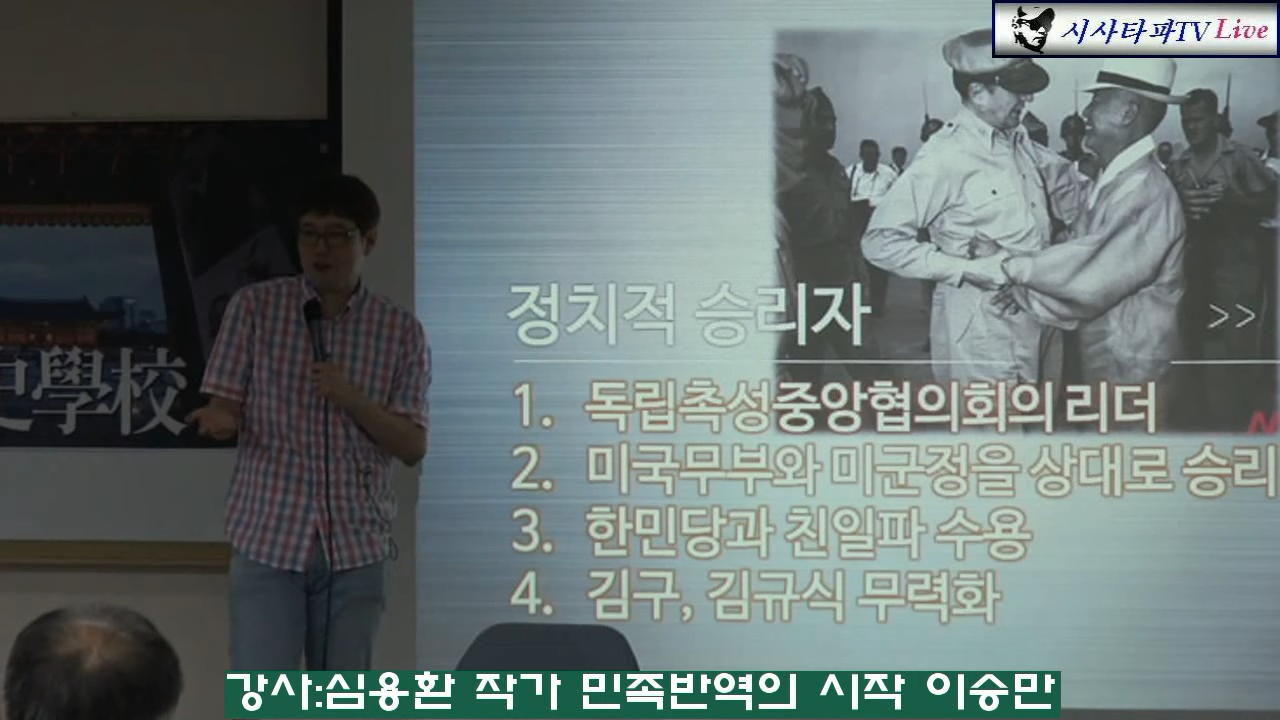 시사타파TV Live
史學校
정치적 승리자
>>
1. 독립촉성중앙협의회의 리더
2. 미국무부와 미군정을 상대로 승리
3. 한민당과 친일파 수용
4. 김구, 김규식 무력화
강사:심용환 작가 민족반역의 시작 이승만